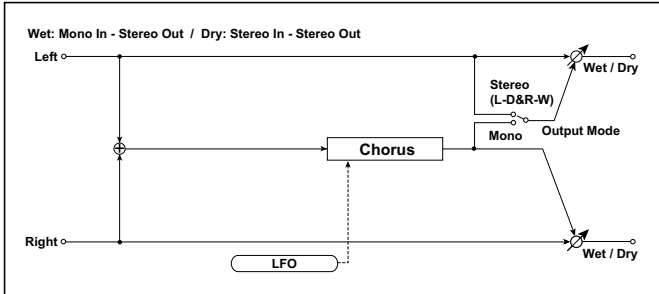 Wet: Mono In - Stereo Out / Dry: Stereo In - Stereo Out
Left
Wet / Dry
Stereo
(L-D&R-W)
Mono
Output Mode
Chorus
Right
Wet / Dry
LFO